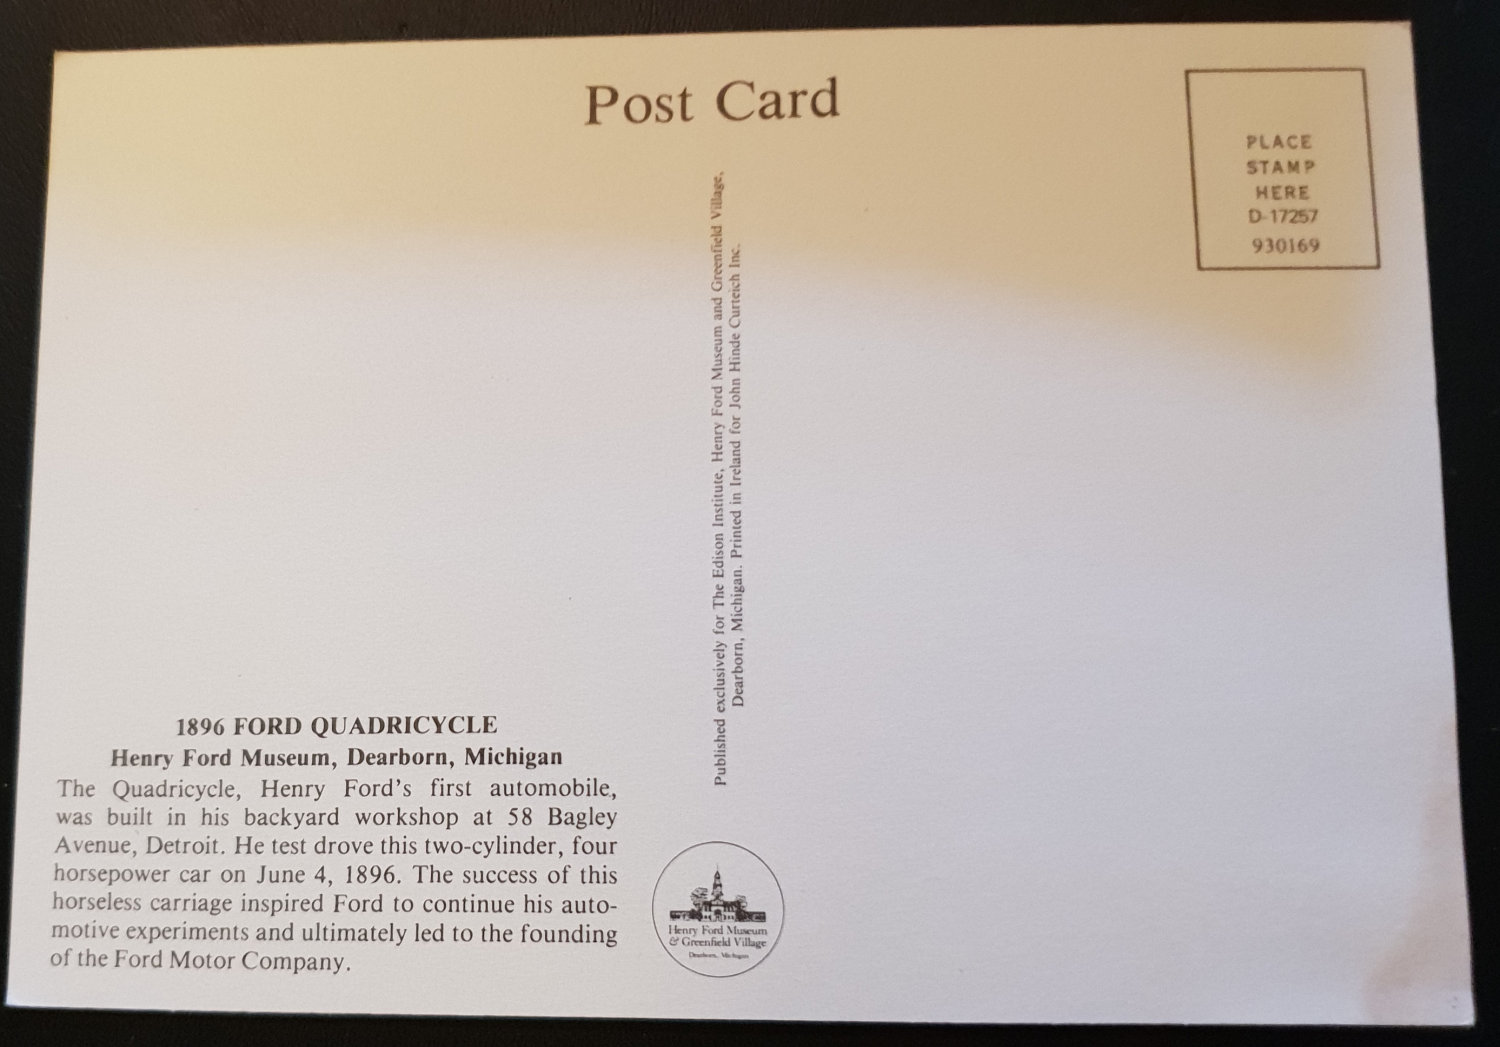 Post Card
PLACE
STAMP
HERE
D-17257
930169
Published exclusively for The Edison Institute, Henry Ford Museum and Greenfield Village,
Dearborn, Michigan. Printed in Ireland for John Hinde Curteich Inc.
1896 FORD QUADRICYCLE
Henry Ford Museum, Dearborn, Michigan
The Quadricycle, Henry Ford's first automobile,
was built in his backyard workshop at 58 Bagley
Avenue, Detroit. He test drove this two-cylinder, four
horsepower car on June 4, 1896. The success of this
horseless carriage inspired Ford to continue his auto-
motive experiments and ultimately led to the founding
of the Ford Motor Company.
Henry Ford Museum
& Greenfield Village
Dearborn, Michigan